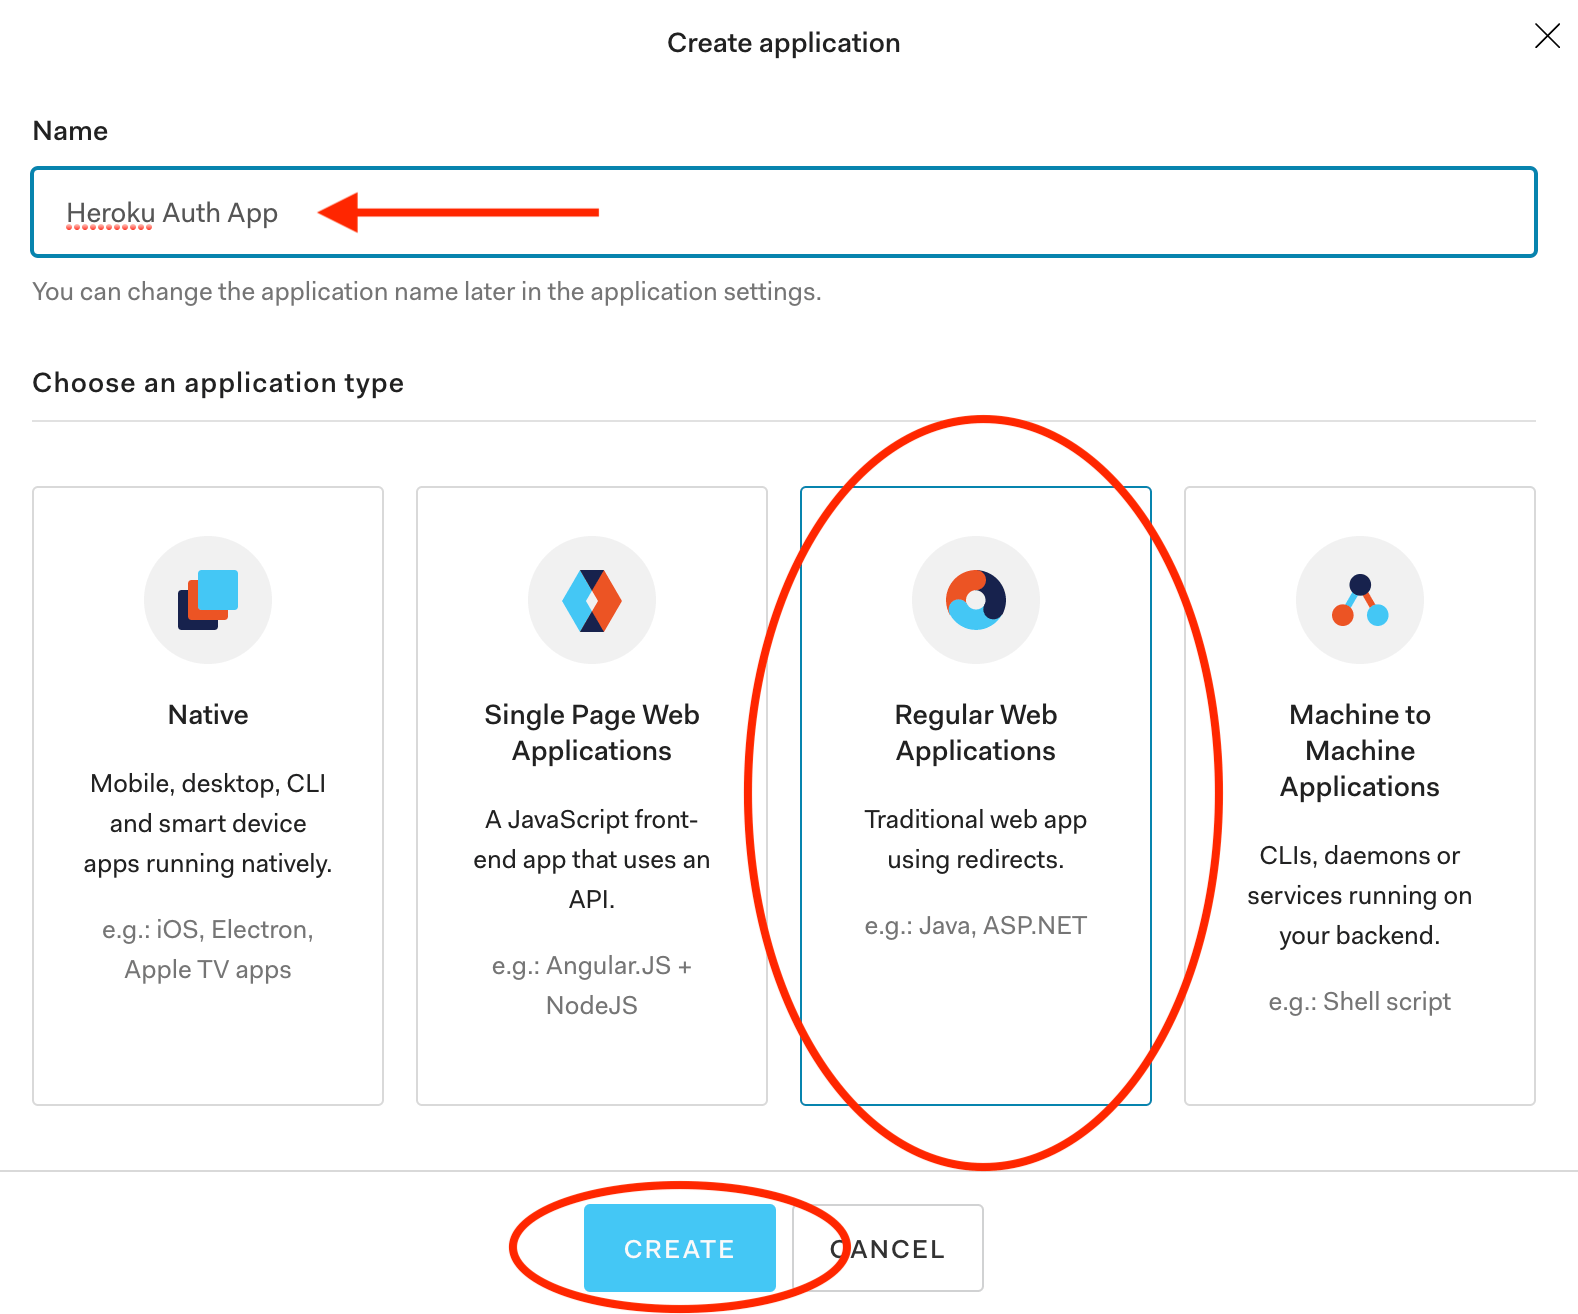 Create application
Name
Heroku Auth App
You can change the application name later in the application settings.
Choose an application type
Native
Mobile, desktop, CLI
and smart device
apps running natively.
e.g.: iOS, Electron,
Apple TV apps
Single Page Web
Applications
A JavaScript front-
end app that uses an
API.
e.g.: Angular.JS +
NodeJS
Regular Web
Applications
Traditional web app
using redirects.
e.g.: Java, ASP.NET
Machine to
Machine
Applications
CLIs, daemons or
services running on
your backend.
e.g.: Shell script
CREATE
CANCEL